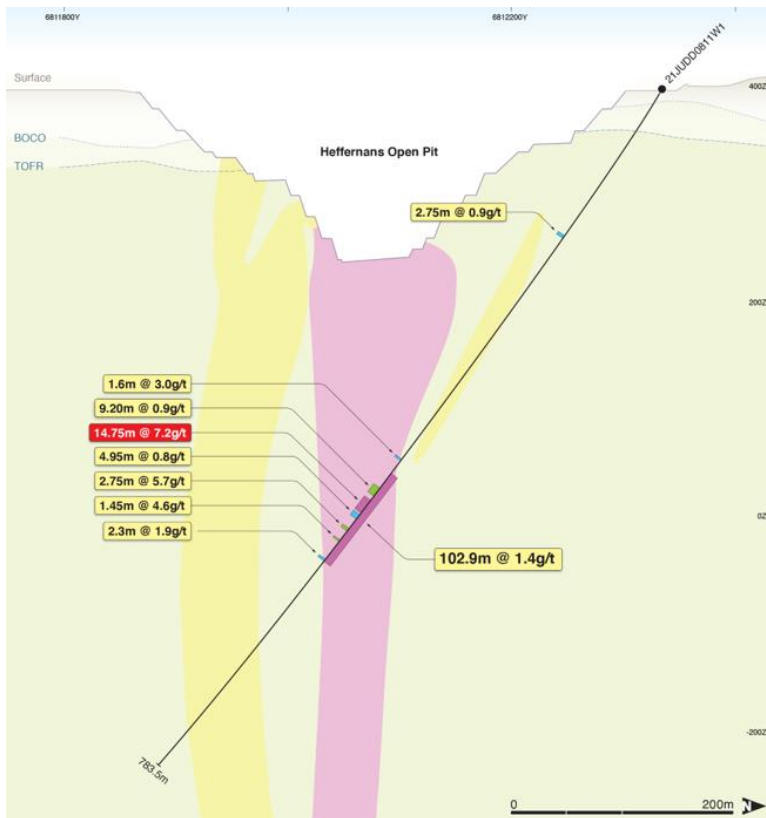 6811800Y
6812200Y
21JUDD0811W1
Surface
400Z
BOCO
TOFR
Heffernans Open Pit
2.75m @ 0.9g/t
200Z
1.6m @ 3.0g/t
9.20m @ 0.9g/t
14.75m @ 7.2g/t
4.95m @ 0.8g/t
2.75m @ 5.7g/t
1.45m @ 4.6g/t
2.3m @ 1.9g/t
0Z
102.9m @ 1.4g/t
-200Z
783.5m
0
200m
N